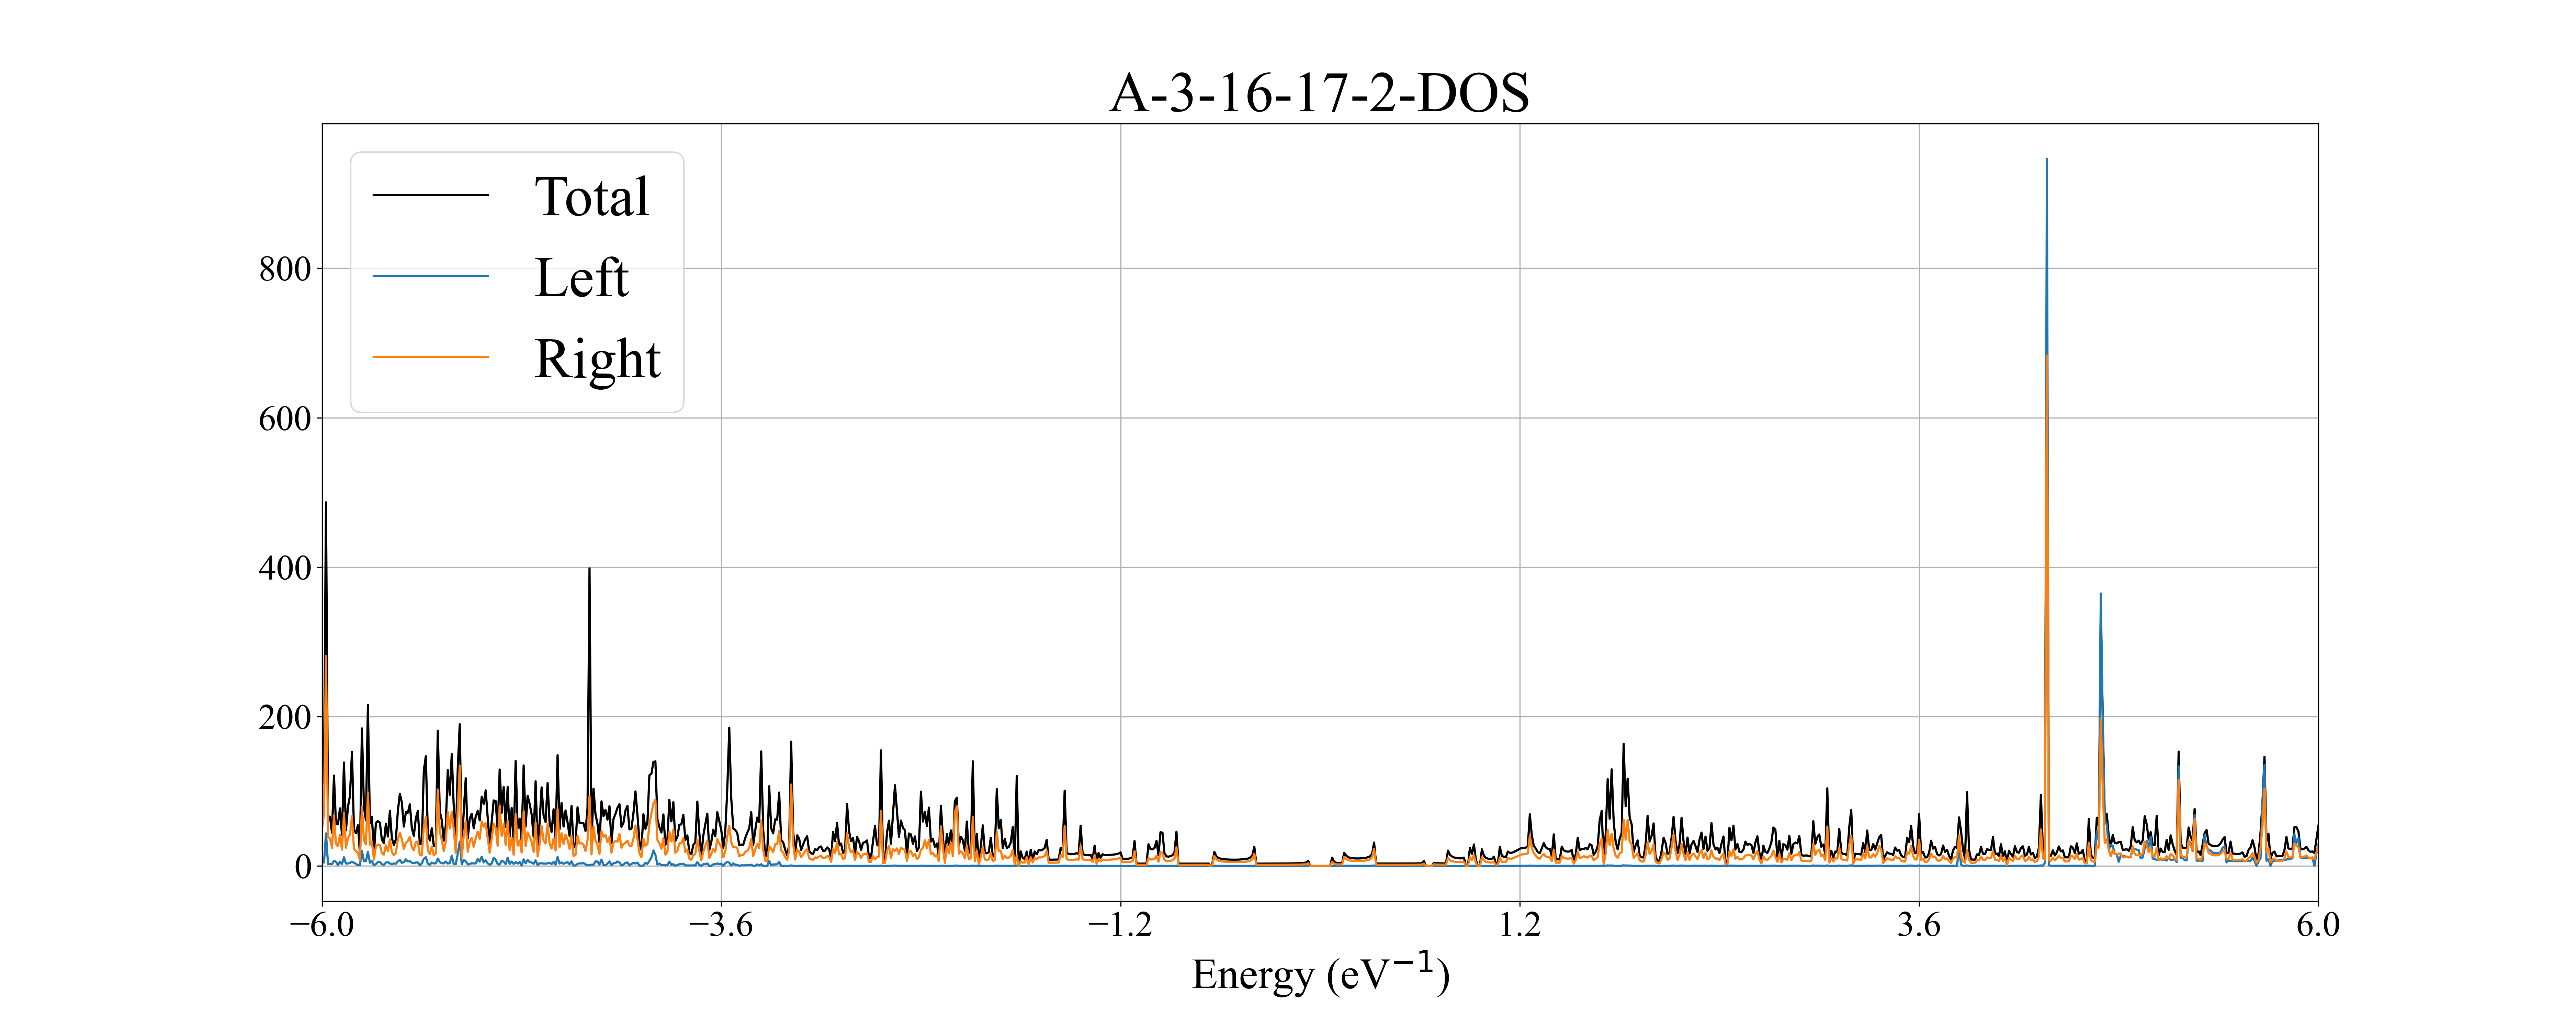 A-3-16-17-2-DOS
Total
Left
Right
800
600
400
200
0
−6.0
−3.6
−1.2
1.2
3.6
6.0
Energy (eV⁻¹)